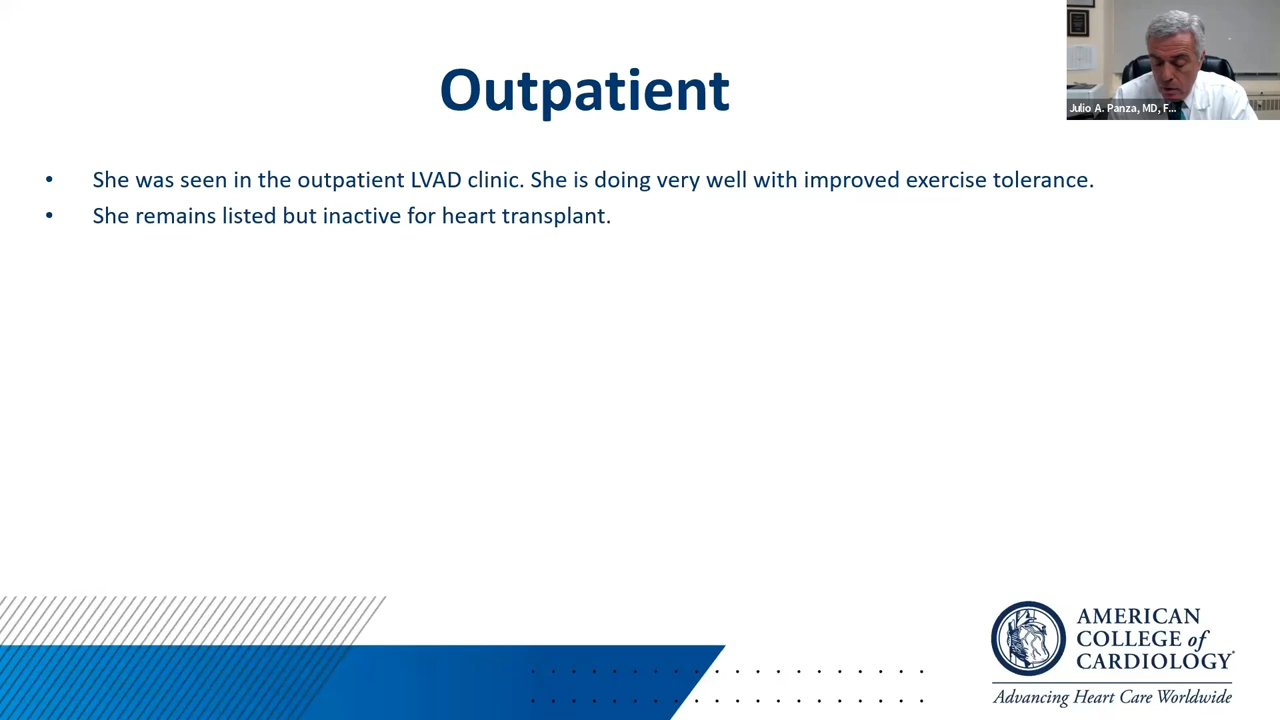 Outpatient
Julio A. Panza, MD, F...
• She was seen in the outpatient LVAD clinic. She is doing very well with improved exercise tolerance.
• She remains listed but inactive for heart transplant.
AMERICAN
COLLEGE of
CARDIOLOGY®
Advancing Heart Care Worldwide